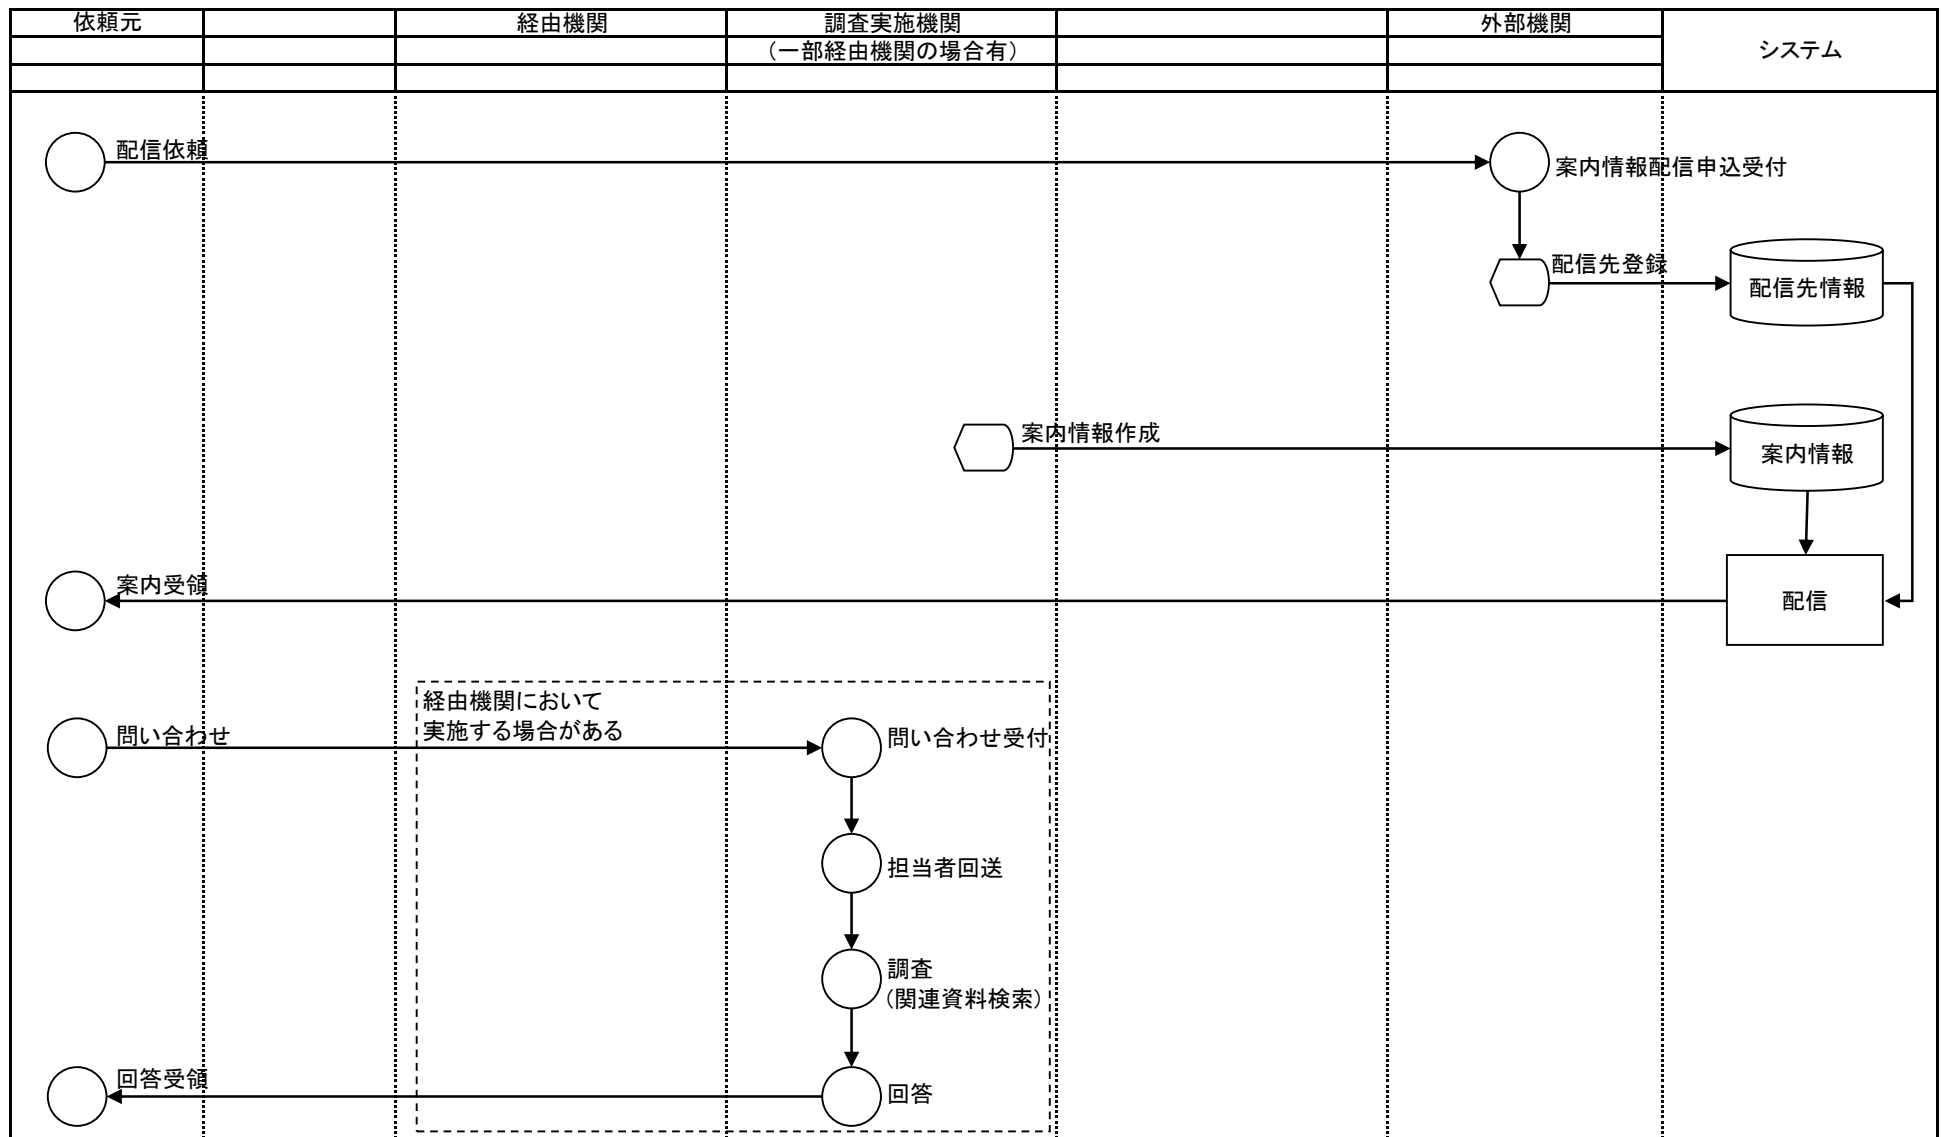 依頼元
経由機関
調査実施機関
外部機関
（一部経由機関の場合有）
システム
配信依頼
案内情報配信申込受付
配信先登録
配信先情報
案内情報作成
案内情報
案内受領
配信
経由機関において
実施する場合がある
問い合わせ
問い合わせ受付
担当者回送
調査
（関連資料検索）
回答受領
回答